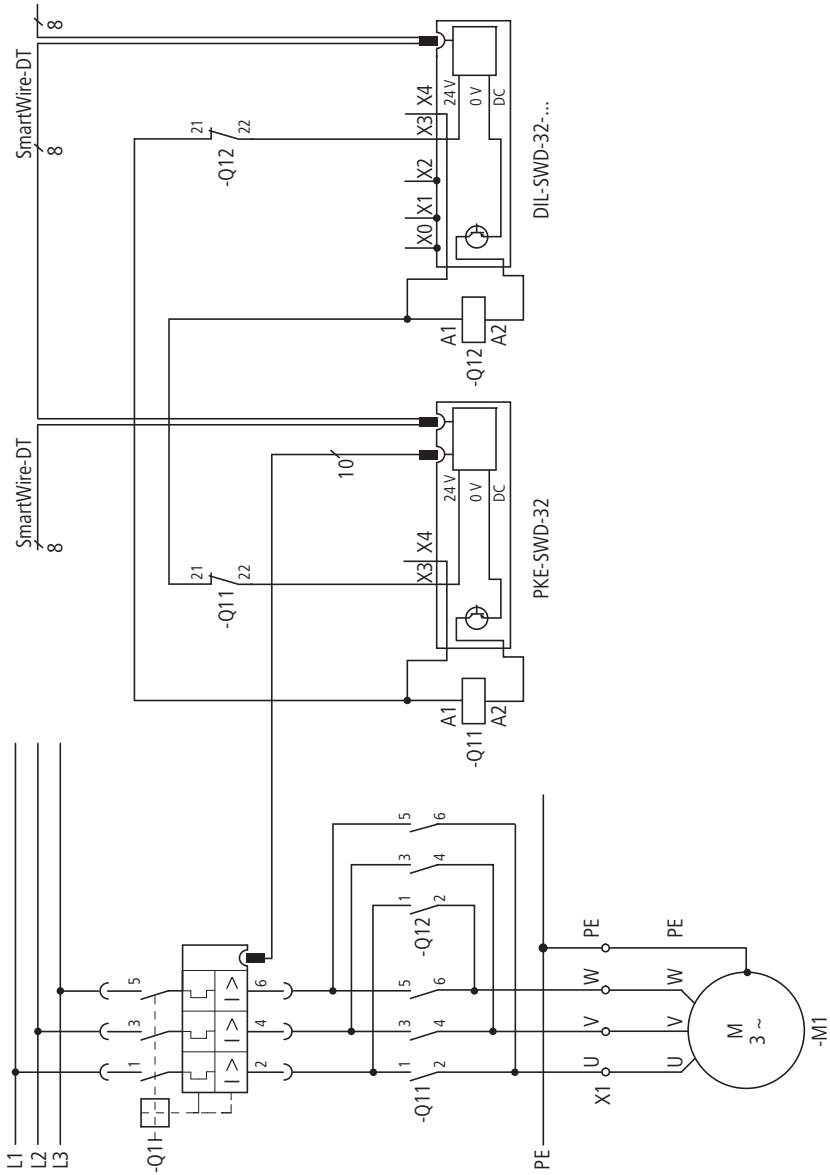 L1
L2
L3
-Q1
1
3
5
I>
I>
I>
2
4
6
-Q11
1
3
5
2
4
6
-Q12
1
3
5
2
4
6
PE
X1
U
V
W
PE
U
V
W
PE
M
3 ~
-M1
SmartWire-DT
8
-Q11
21
22
10
X3
X4
24 V
0 V
DC
-Q11
A1
A2
PKE-SWD-32
SmartWire-DT
8
8
-Q12
21
22
X0
X1
X2
X3
X4
24 V
0 V
DC
-Q12
A1
A2
DIL-SWD-32-...